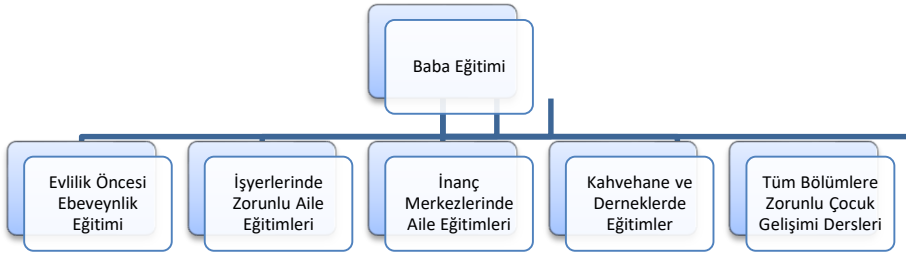 Baba Eğitimi
Evlilik Öncesi
Ebeveynlik
Eğitimi
İşyerlerinde
Zorunlu Aile
Eğitimleri
İnanç
Merkezlerinde
Aile Eğitimleri
Kahvehane ve
Derneklerde
Eğitimler
Tüm Bölümlere
Zorunlu Çocuk
Gelişimi Dersleri